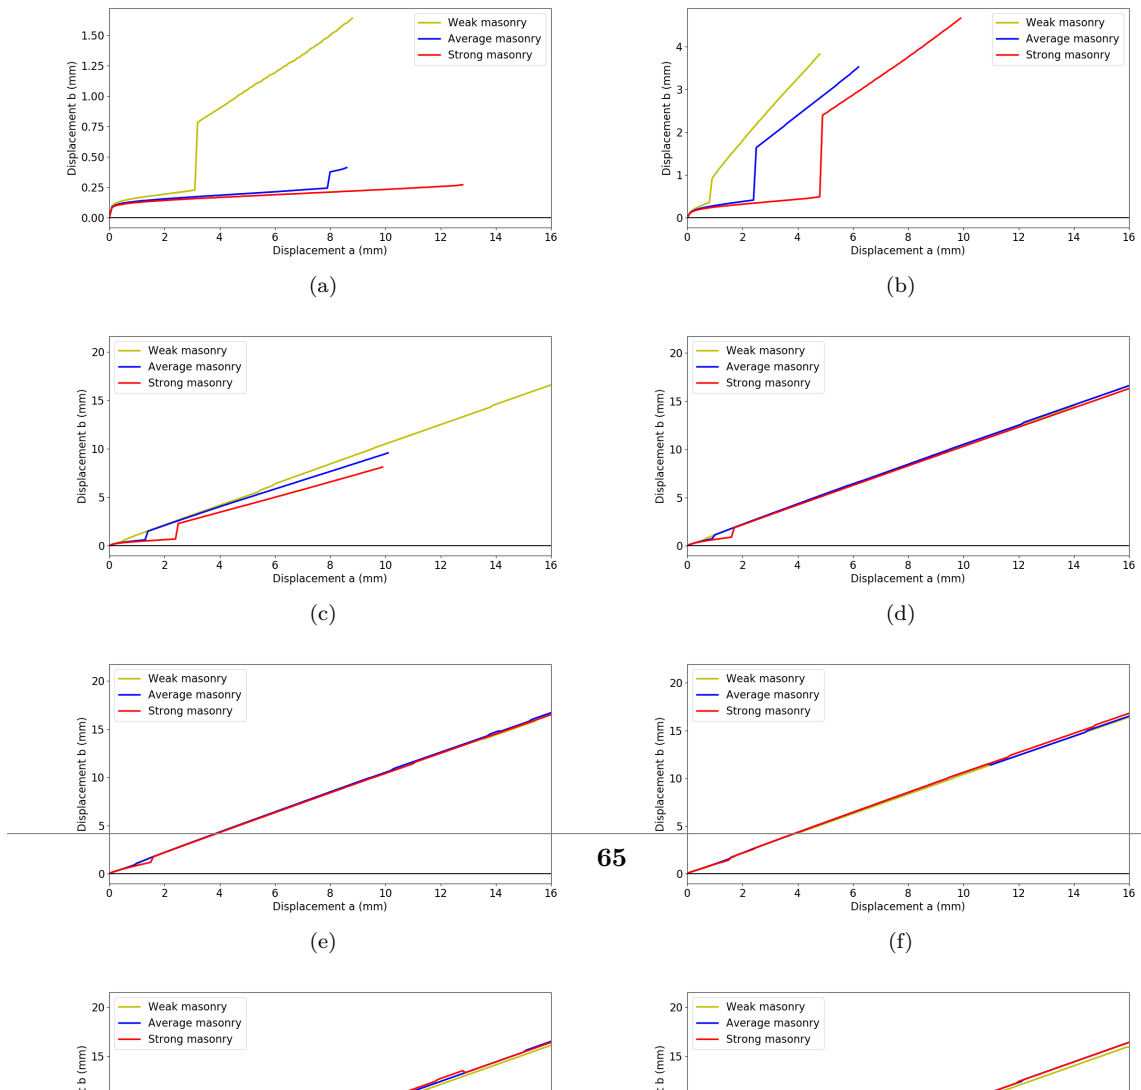 Weak masonry
Average masonry
Strong masonry
1.50
1.25
1.00
0.75
0.50
0.25
0.00
Displacement b (mm)
0 2 4 6 8 10 12 14 16
Displacement a (mm)
(a)
Weak masonry
Average masonry
Strong masonry
4
3
2
1
0
Displacement b (mm)
0 2 4 6 8 10 12 14 16
Displacement a (mm)
(b)
Weak masonry
Average masonry
Strong masonry
20
15
10
5
0
Displacement b (mm)
0 2 4 6 8 10 12 14 16
Displacement a (mm)
(c)
Weak masonry
Average masonry
Strong masonry
20
15
10
5
0
Displacement b (mm)
0 2 4 6 8 10 12 14 16
Displacement a (mm)
(d)
Weak masonry
Average masonry
Strong masonry
20
15
10
5
0
Displacement b (mm)
0 2 4 6 8 10 12 14 16
Displacement a (mm)
(e)
Weak masonry
Average masonry
Strong masonry
20
15
10
5
0
Displacement b (mm)
0 2 4 6 8 10 12 14 16
Displacement a (mm)
(f)
65
Weak masonry
Average masonry
Strong masonry
20
15
b (mm)
Weak masonry
Average masonry
Strong masonry
20
15
b (mm)